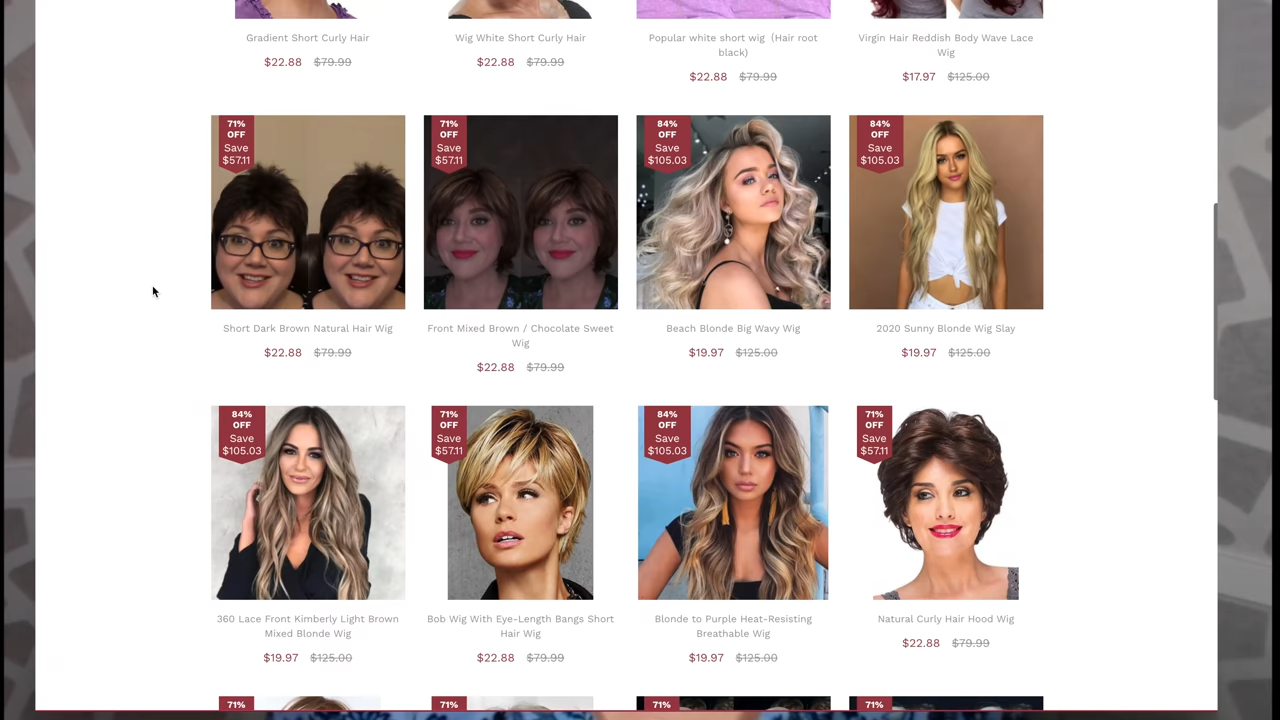 Gradient Short Curly Hair
$22.88 $79.99
Wig White Short Curly Hair
$22.88 $79.99
Popular white short wig (Hair root
black)
$22.88 $79.99
Virgin Hair Reddish Body Wave Lace
Wig
$17.97 $125.00
71%
OFF
Save
$57.11
Short Dark Brown Natural Hair Wig
$22.88 $79.99
71%
OFF
Save
$57.11
Front Mixed Brown / Chocolate Sweet
Wig
$22.88 $79.99
84%
OFF
Save
$105.03
Beach Blonde Big Wavy Wig
$19.97 $125.00
84%
OFF
Save
$105.03
2020 Sunny Blonde Wig Slay
$19.97 $125.00
84%
OFF
Save
$105.03
360 Lace Front Kimberly Light Brown
Mixed Blonde Wig
$19.97 $125.00
71%
OFF
Save
$57.11
Bob Wig With Eye-Length Bangs Short
Hair Wig
$22.88 $79.99
84%
OFF
Save
$105.03
Blonde to Purple Heat-Resisting
Breathable Wig
$19.97 $125.00
71%
OFF
Save
$57.11
Natural Curly Hair Hood Wig
$22.88 $79.99
71%
71%
71%
71%